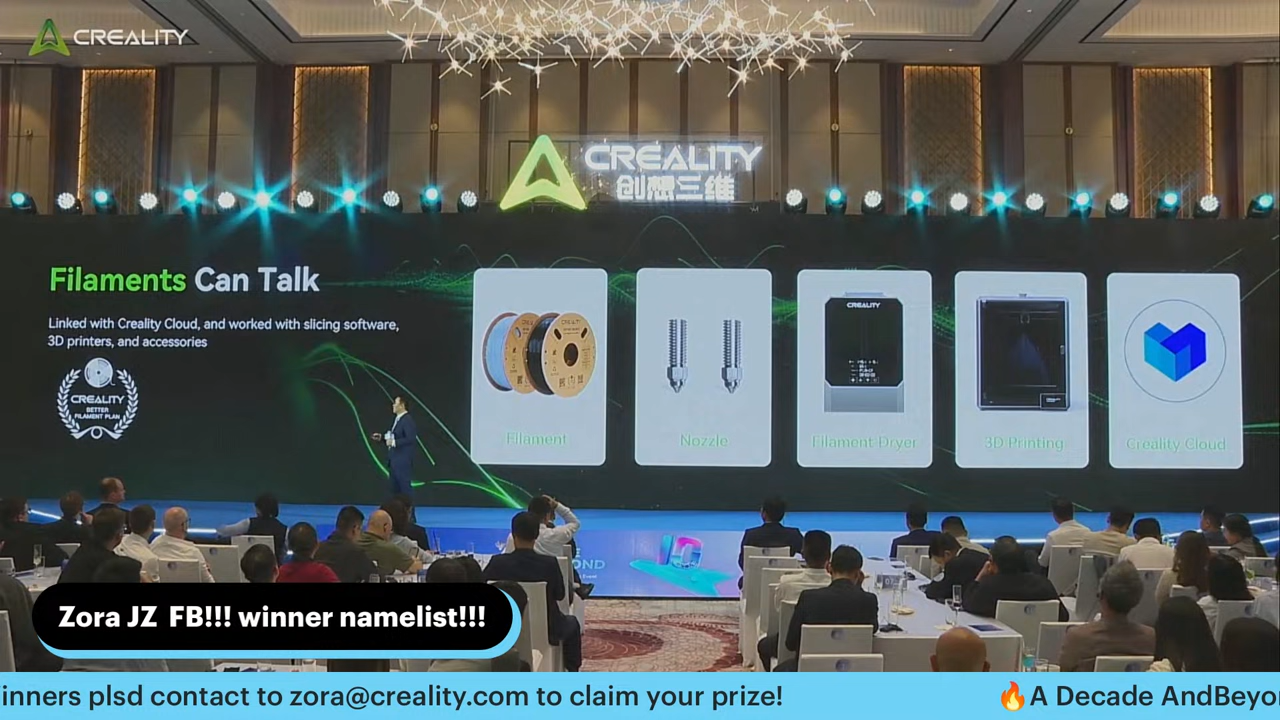 CREALITY
CREALITY
创想三维
Filaments Can Talk
Linked with Creality Cloud, and worked with slicing software,
3D printers, and accessories
CREALITY
BETTER
FILAMENT PLAN
CREALITY
Filament
Nozzle
CREALITY
Filament Dryer
3D Printing
Creality Cloud
Zora JZ FB!!! winner namelist!!!
inners plsd contact to zora@creality.com to claim your prize!
🔥A Decade AndBeyo